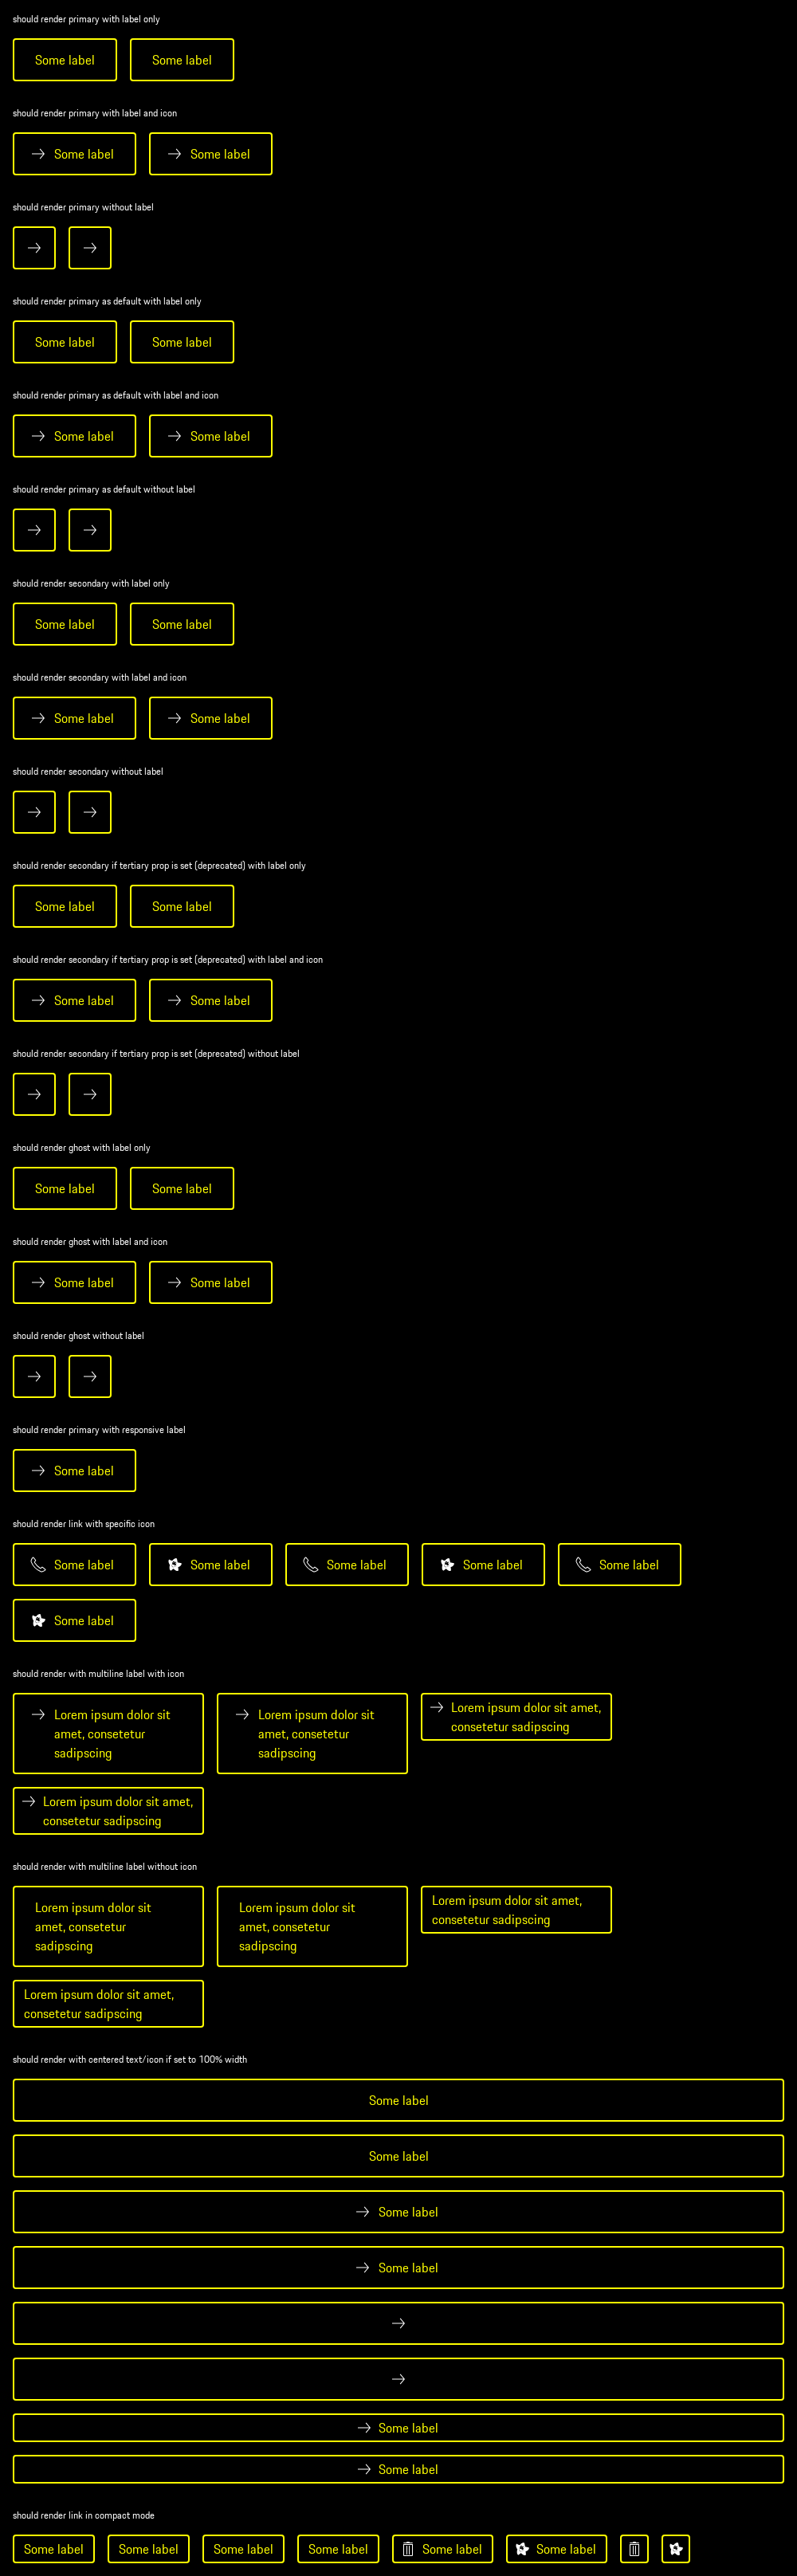 should render primary with label only
Some label Some label
should render primary with label and icon
Some label Some label
should render primary without label
should render primary as default with label only
Some label Some label
should render primary as default with label and icon
Some label Some label
should render primary as default without label
should render secondary with label only
Some label Some label
should render secondary with label and icon
Some label Some label
should render secondary without label
should render secondary if tertiary prop is set (deprecated) with label only
Some label Some label
should render secondary if tertiary prop is set (deprecated) with label and icon
Some label Some label
should render secondary if tertiary prop is set (deprecated) without label
should render ghost with label only
Some label Some label
should render ghost with label and icon
Some label Some label
should render ghost without label
should render primary with responsive label
Some label
should render link with specific icon
Some label Some label Some label Some label Some label
Some label
should render with multiline label with icon
Lorem ipsum dolor sit
amet, consetetur
sadipscing
Lorem ipsum dolor sit
amet, consetetur
sadipscing
Lorem ipsum dolor sit amet,
consetetur sadipscing
Lorem ipsum dolor sit amet,
consetetur sadipscing
should render with multiline label without icon
Lorem ipsum dolor sit
amet, consetetur
sadipscing
Lorem ipsum dolor sit
amet, consetetur
sadipscing
Lorem ipsum dolor sit amet,
consetetur sadipscing
Lorem ipsum dolor sit amet,
consetetur sadipscing
should render with centered text/icon if set to 100% width
Some label
Some label
Some label
Some label
Some label
Some label
should render link in compact mode
Some label Some label Some label Some label Some label Some label